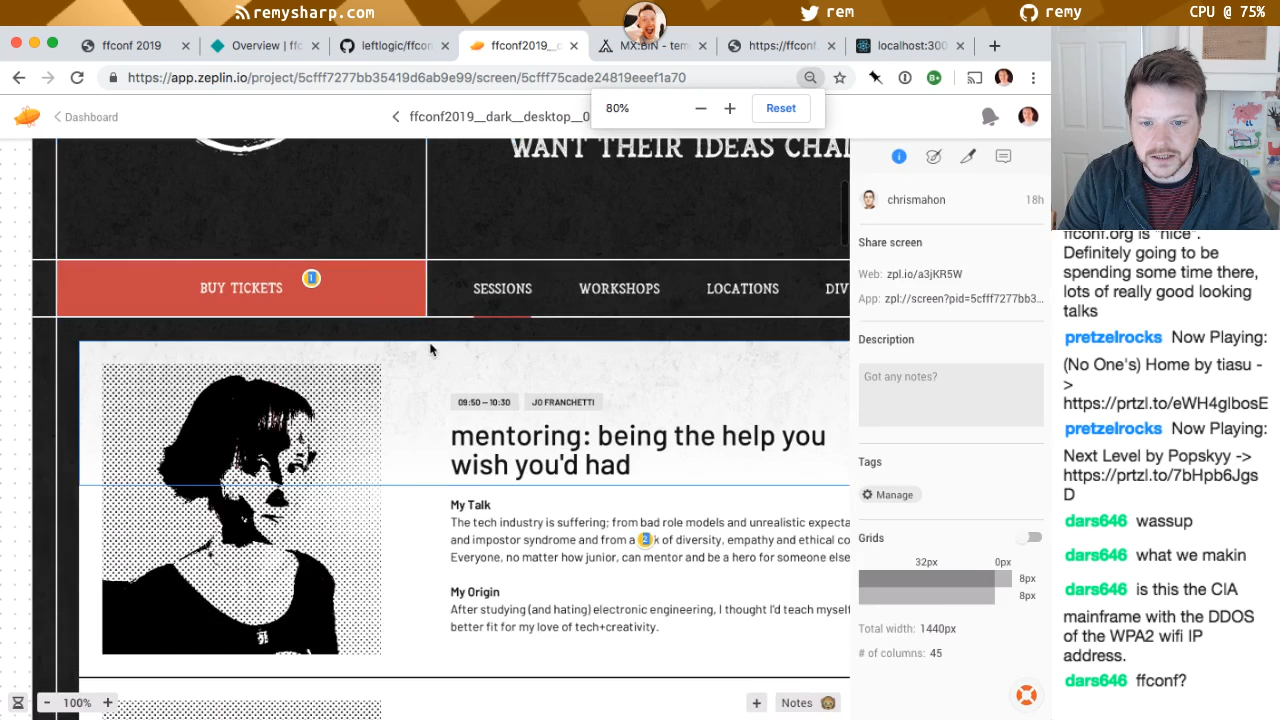 remysharp.com
rem
remy
CPU @ 75%
ffconf 2019
Overview | ffc
leftlogic/ffcon
ffconf2019__c
MX.BIN - tem
https://ffconf.
localhost:300
https://app.zeplin.io/project/5cfff7277bb35419d6ab9e99/screen/5cfff75cade24819eeef1a70
80%
Reset
Dashboard
ffconf2019__dark__desktop__0
WANT THEIR IDEAS CHAL
BUY TICKETS
1
SESSIONS
WORKSHOPS
LOCATIONS
DIV
09:50 – 10:30
JO FRANCHETTI
mentoring: being the help you
wish you'd had
My Talk
The tech industry is suffering; from bad role models and unrealistic expecta
and impostor syndrome and from a 2 k of diversity, empathy and ethical co
Everyone, no matter how junior, can mentor and be a hero for someone else
My Origin
After studying (and hating) electronic engineering, I thought I'd teach myself
better fit for my love of tech+creativity.
100%
Notes
chrismahon
18h
Share screen
Web: zpl.io/a3jKR5W
App: zpl://screen?pid=5cfff7277bb3...
Description
Got any notes?
Tags
Manage
Grids
32px
0px
8px
8px
Total width: 1440px
# of columns: 45
ffconf.org is "nice".
Definitely going to be
spending some time there,
lots of really good looking
talks
pretzelrocks Now Playing:
(No One's) Home by tiasu -
>
https://prtzl.to/eWH4glbosE
pretzelrocks Now Playing:
Next Level by Popskyy ->
https://prtzl.to/7bHpb6Jgs
D
dars646 wassup
dars646 what we makin
dars646 is this the CIA
mainframe with the DDOS
of the WPA2 wifi IP
address.
dars646 ffconf?